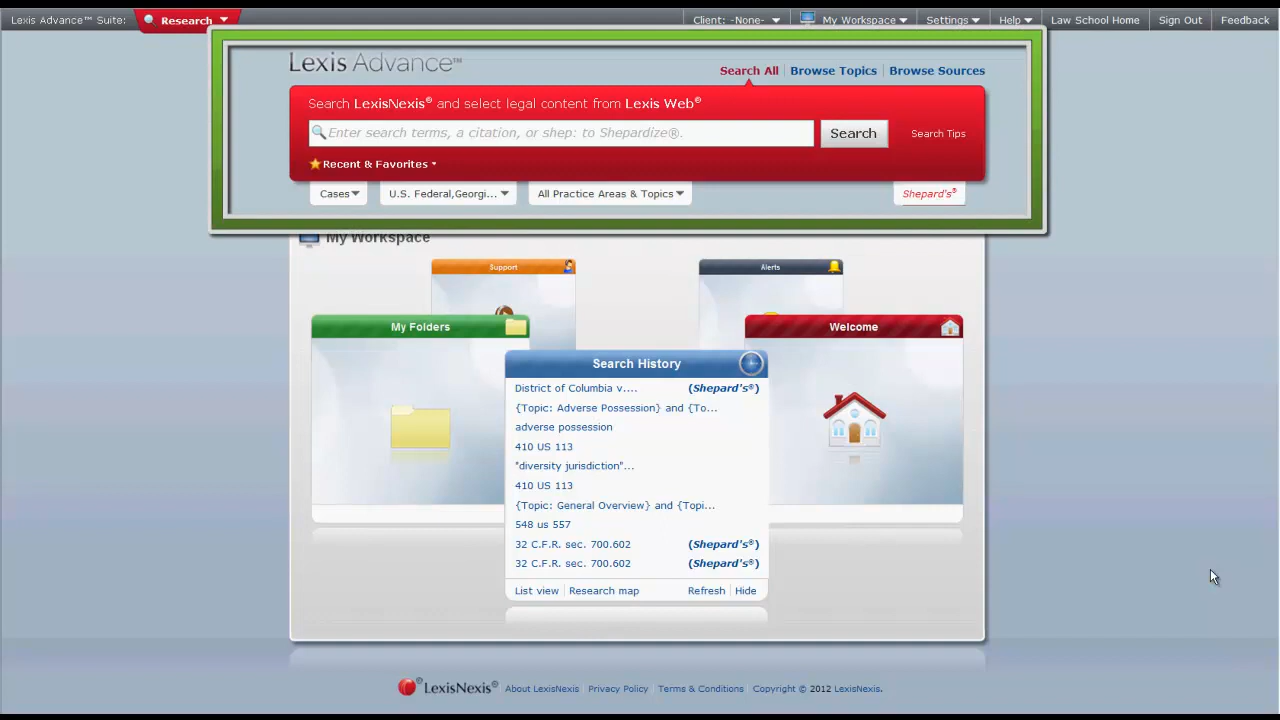 Lexis Advance™ Suite: Research Client: -None- My Workspace Settings Help Law School Home Sign Out Feedback
Lexis Advance™
Search All Browse Topics Browse Sources
Search LexisNexis® and select legal content from Lexis Web®
Enter search terms, a citation, or shep: to Shepardize®. Search Search Tips
Recent & Favorites
Cases U.S. Federal,Georgi... All Practice Areas & Topics Shepard's®
My Workspace
Support Alerts
My Folders Welcome
Search History
District of Columbia v.... (Shepard's®)
{Topic: Adverse Possession} and {To...
adverse possession
410 US 113
"diversity jurisdiction"...
410 US 113
{Topic: General Overview} and {Topi...
548 us 557
32 C.F.R. sec. 700.602 (Shepard's®)
32 C.F.R. sec. 700.602 (Shepard's®)
List view Research map Refresh Hide
LexisNexis® About LexisNexis Privacy Policy Terms & Conditions Copyright © 2012 LexisNexis.